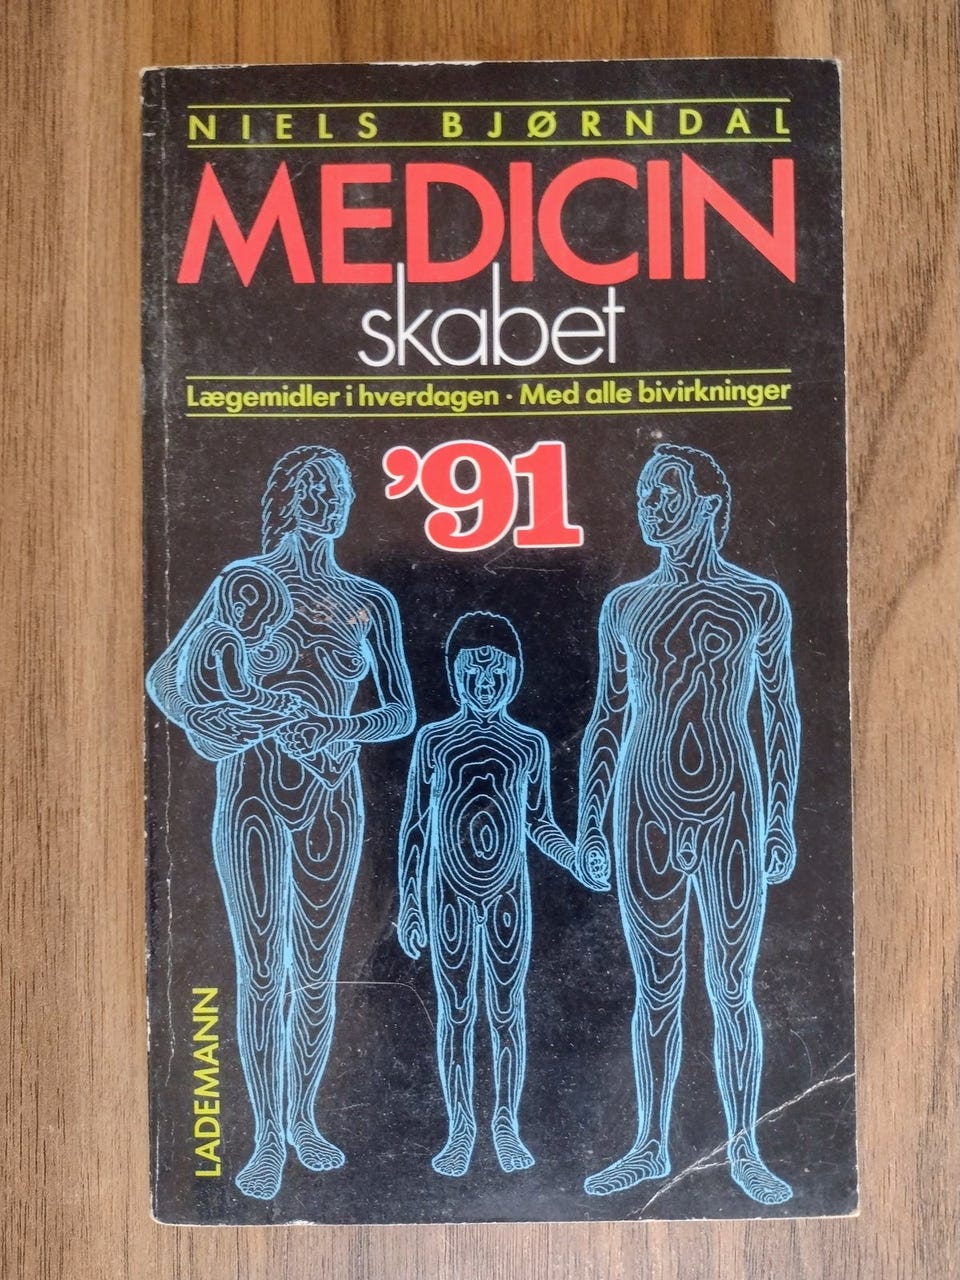 NIELS BJØRNDAL
MEDICIN
skabet
Lægemidler i hverdagen · Med alle bivirkninger
’91
LADEMANN